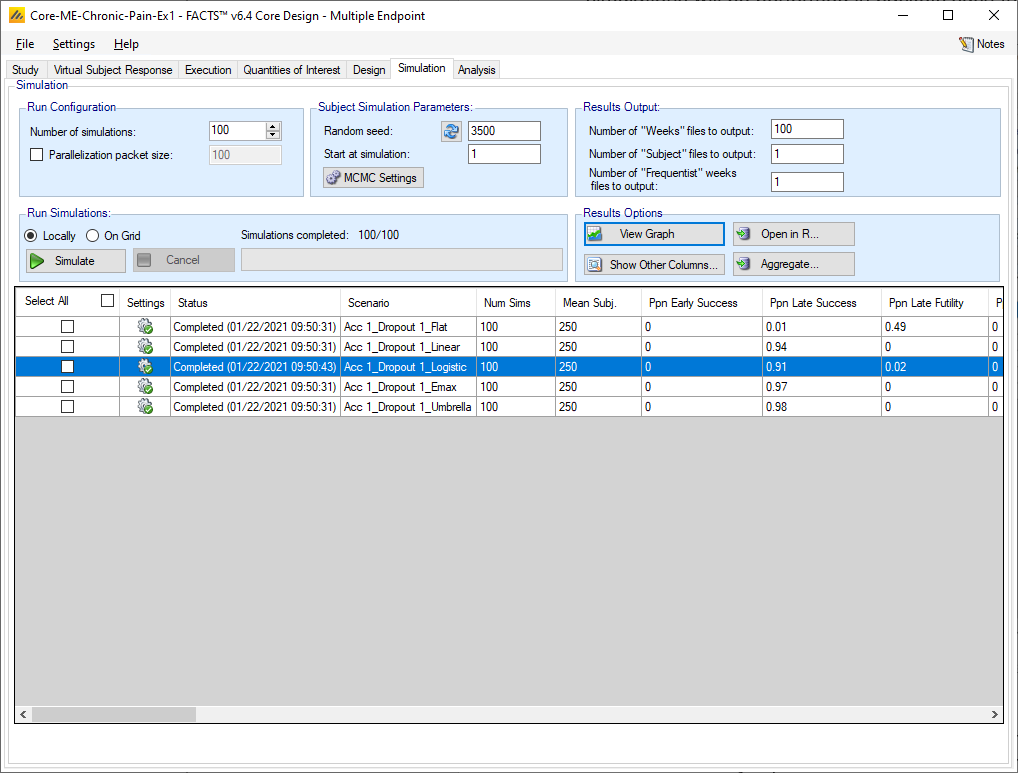 Core-ME-Chronic-Pain-Ex1 - FACTS™ v6.4 Core Design - Multiple Endpoint
File Settings Help Notes
Study Virtual Subject Response Execution Quantities of Interest Design Simulation Analysis
Simulation
Run Configuration
Number of simulations: 100
Parallelization packet size: 100
Subject Simulation Parameters:
Random seed: 3500
Start at simulation: 1
MCMC Settings
Results Output:
Number of "Weeks" files to output: 100
Number of "Subject" files to output: 1
Number of "Frequentist" weeks
files to output: 1
Run Simulations:
Locally On Grid Simulations completed: 100/100
Simulate Cancel
Results Options
View Graph Open in R...
Show Other Columns... Aggregate...
Select All Settings Status Scenario Num Sims Mean Subj. Ppn Early Success Ppn Late Success Ppn Late Futility P
Completed (01/22/2021 09:50:31) Acc 1_Dropout 1_Flat 100 250 0 0.01 0.49 0
Completed (01/22/2021 09:50:31) Acc 1_Dropout 1_Linear 100 250 0 0.94 0 0
Completed (01/22/2021 09:50:43) Acc 1_Dropout 1_Logistic 100 250 0 0.91 0.02 0
Completed (01/22/2021 09:50:31) Acc 1_Dropout 1_Emax 100 250 0 0.97 0 0
Completed (01/22/2021 09:50:31) Acc 1_Dropout 1_Umbrella 100 250 0 0.98 0 0